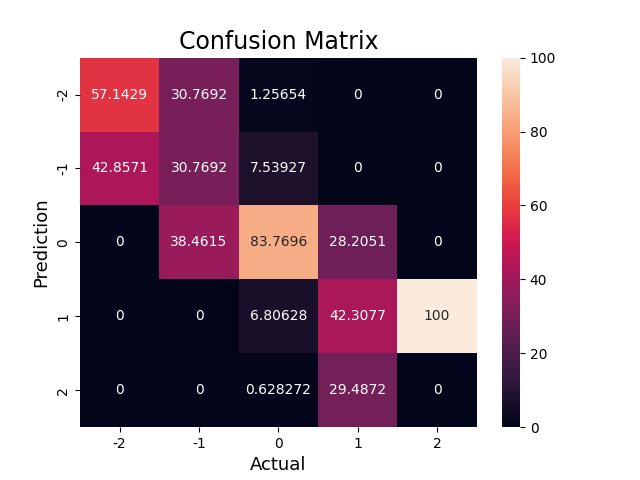 Confusion Matrix
Prediction
-2
57.1429 30.7692 1.25654 0 0
-1
42.8571 30.7692 7.53927 0 0
0
0 38.4615 83.7696 28.2051 0
1
0 0 6.80628 42.3077 100
2
0 0 0.628272 29.4872 0
-2 -1 0 1 2
Actual
100
80
60
40
20
0